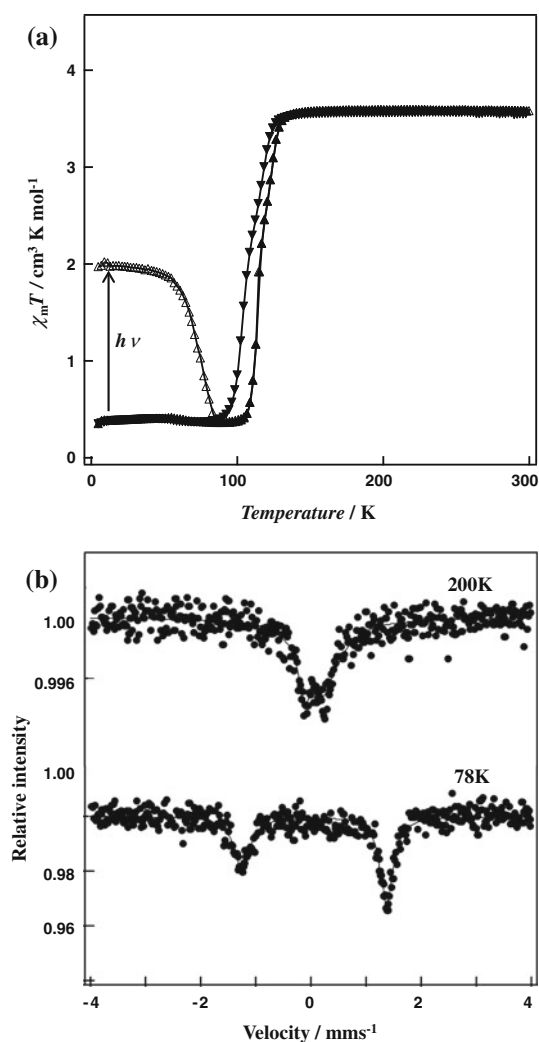 (a)
4
3
2
1
0
χmT / cm³ K mol⁻¹
hν
0
100
200
300
Temperature / K
(b)
200K
1.00
0.996
78K
1.00
0.98
0.96
Relative intensity
-4
-2
0
2
4
Velocity / mms⁻¹